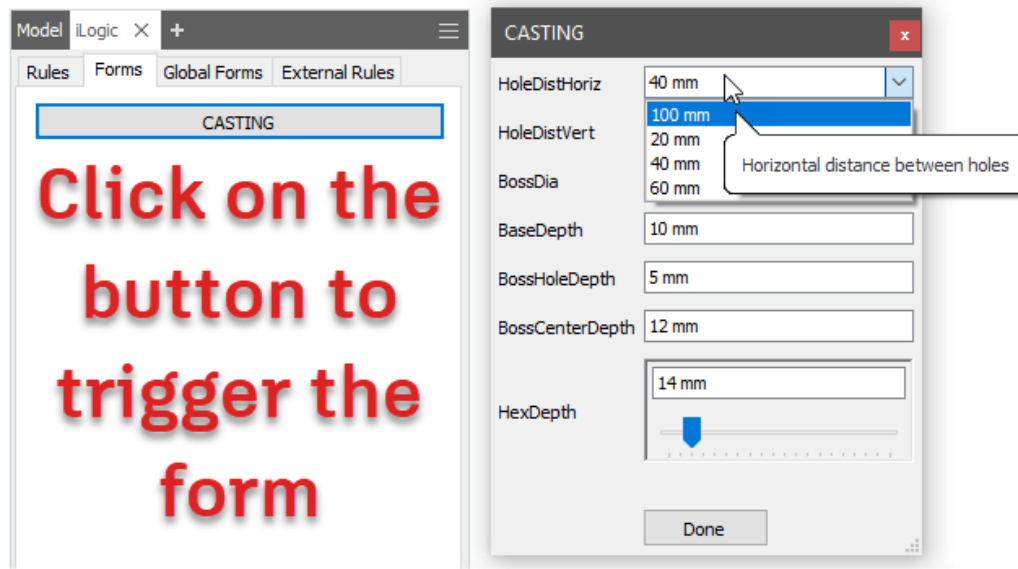 Model iLogic × +
Rules Forms Global Forms External Rules
CASTING
Click on the
button to
trigger the
form
CASTING
x
HoleDistHoriz 40 mm
100 mm
20 mm
40 mm
60 mm
Horizontal distance between holes
HoleDistVert
BossDia
BaseDepth 10 mm
BossHoleDepth 5 mm
BossCenterDepth 12 mm
HexDepth 14 mm
Done